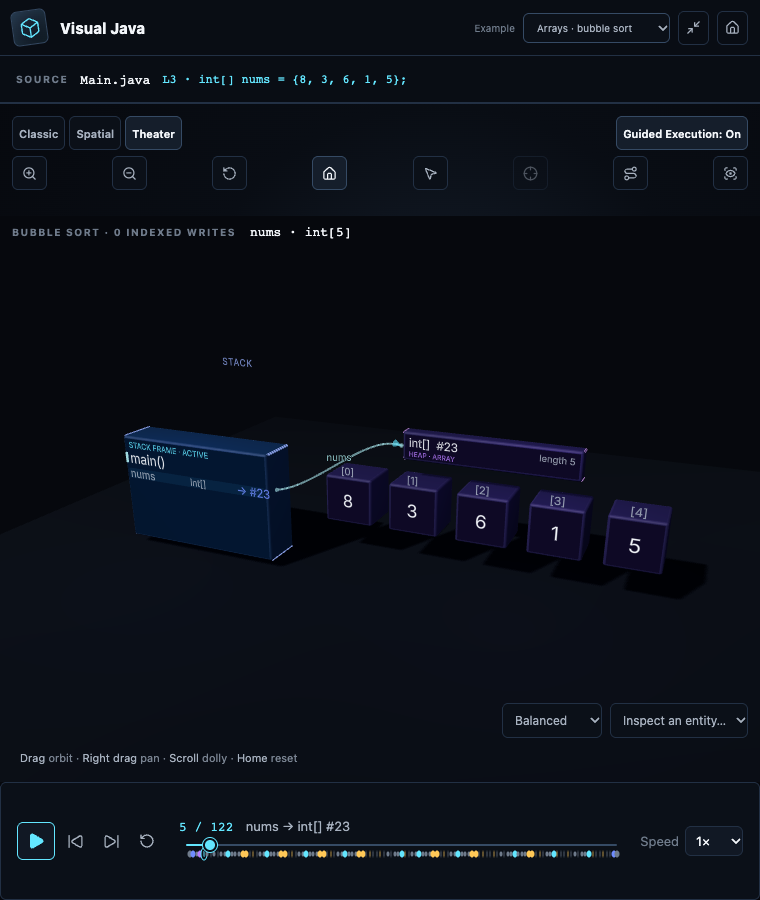 Visual Java
Example
Arrays · bubble sort
SOURCE Main.java L3 · int[] nums = {8, 3, 6, 1, 5};
Classic
Spatial
Theater
Guided Execution: On
BUBBLE SORT · 0 INDEXED WRITES nums · int[5]
STACK
STACK FRAME · ACTIVE
main()
nums int[] → #23
nums
int[] #23
HEAP · ARRAY
length 5
[0] [1] [2] [3] [4]
8 3 6 1 5
Balanced
Inspect an entity...
Drag orbit · Right drag pan · Scroll dolly · Home reset
5 / 122 nums → int[] #23
Speed
1×